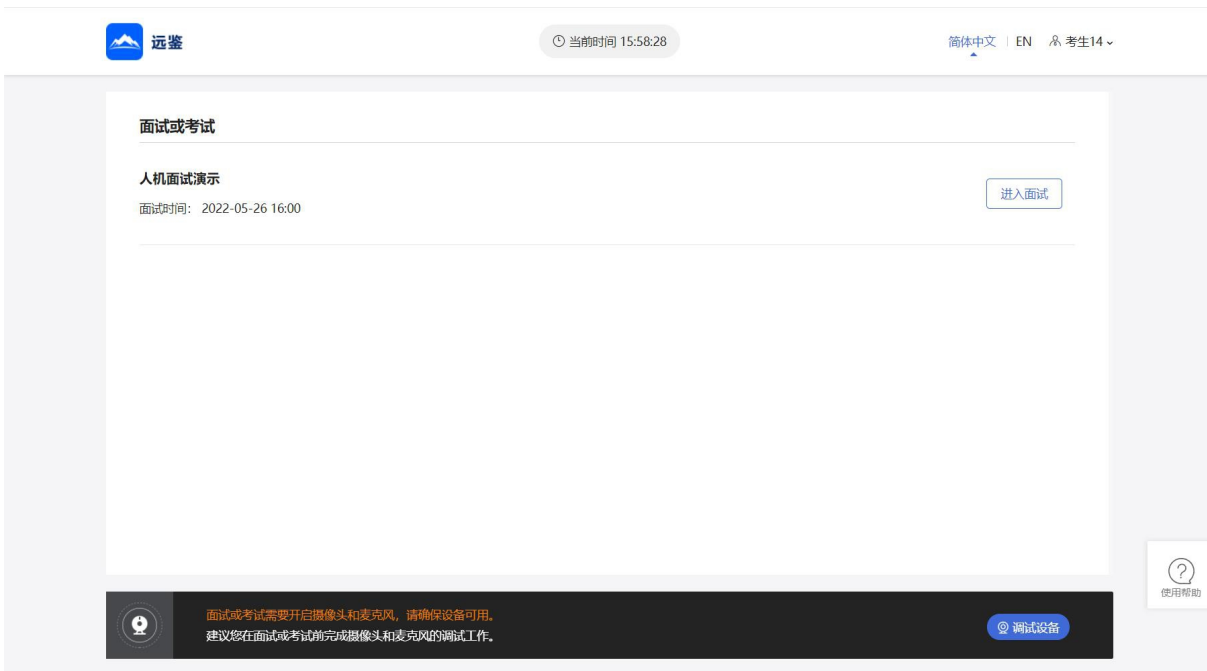 远鉴
当前时间 15:58:28
简体中文 EN 考生14
面试或考试
人机面试演示
进入面试
面试时间： 2022-05-26 16:00
使用帮助
面试或考试需要开启摄像头和麦克风，请确保设备可用。
建议您在面试或考试前完成摄像头和麦克风的调试工作。
调试设备